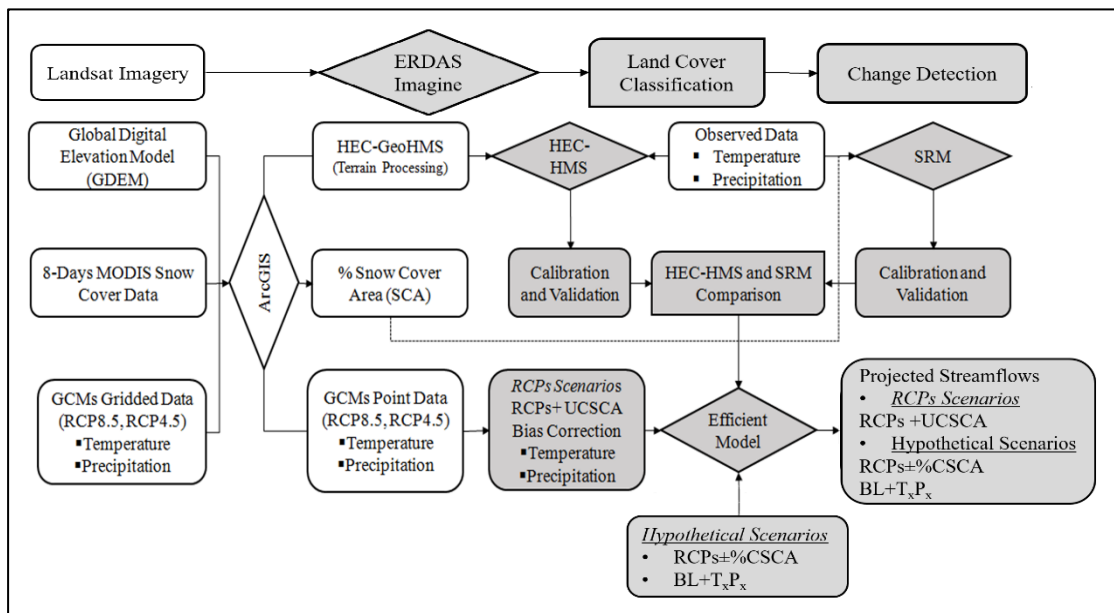 Landsat Imagery
ERDAS
Imagine
Land Cover
Classification
Change Detection
Global Digital
Elevation Model
(GDEM)
HEC-GeoHMS
(Terrain Processing)
HEC-
HMS
Observed Data
▪ Temperature
▪ Precipitation
SRM
8-Days MODIS Snow
Cover Data
ArcGIS
% Snow Cover
Area (SCA)
Calibration
and Validation
HEC-HMS and SRM
Comparison
Calibration and
Validation
GCMs Gridded Data
(RCP8.5, RCP4.5)
▪Temperature
▪Precipitation
GCMs Point Data
(RCP8.5, RCP4.5)
▪Temperature
▪Precipitation
RCPs Scenarios
RCPs+ UCSCA
Bias Correction
▪Temperature
▪Precipitation
Efficient
Model
Projected Streamflows
• RCPs Scenarios
RCPs +UCSCA
• Hypothetical Scenarios
RCPs±%CSCA
BL+TxPx
Hypothetical Scenarios
• RCPs±%CSCA
• BL+TxPx